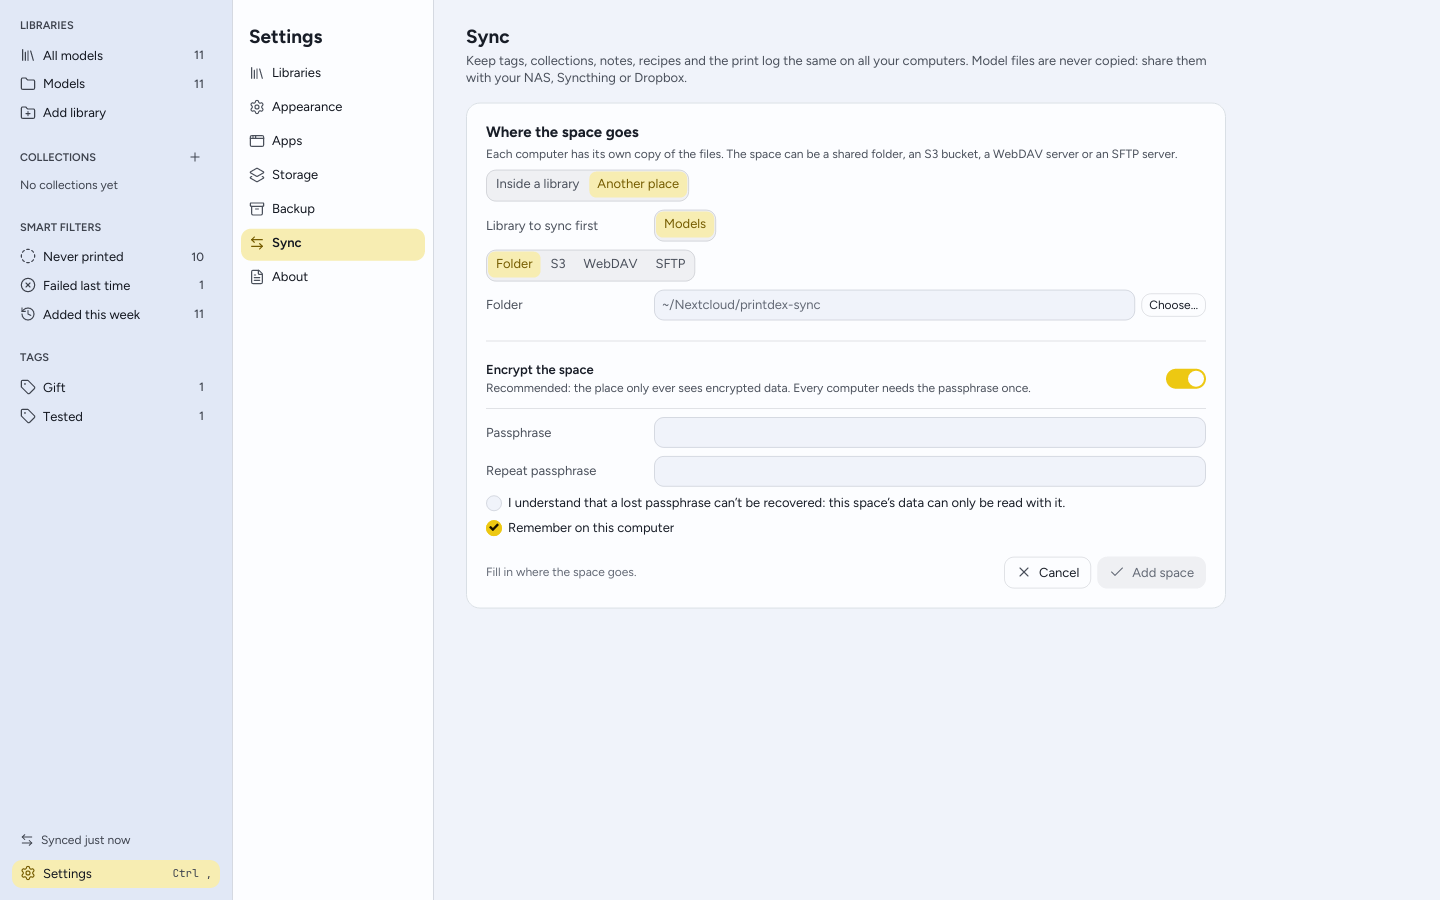 LIBRARIES
All models 11
Models 11
Add library
COLLECTIONS
No collections yet
SMART FILTERS
Never printed 10
Failed last time 1
Added this week 11
TAGS
Gift 1
Tested 1
Synced just now
Settings Ctrl ,
Settings
Libraries
Appearance
Apps
Storage
Backup
Sync
About
Sync
Keep tags, collections, notes, recipes and the print log the same on all your computers. Model files are never copied: share them
with your NAS, Syncthing or Dropbox.
Where the space goes
Each computer has its own copy of the files. The space can be a shared folder, an S3 bucket, a WebDAV server or an SFTP server.
Inside a library Another place
Library to sync first Models
Folder S3 WebDAV SFTP
Folder ~/Nextcloud/printdex-sync Choose...
Encrypt the space
Recommended: the place only ever sees encrypted data. Every computer needs the passphrase once.
Passphrase
Repeat passphrase
I understand that a lost passphrase can’t be recovered: this space’s data can only be read with it.
Remember on this computer
Fill in where the space goes. Cancel Add space